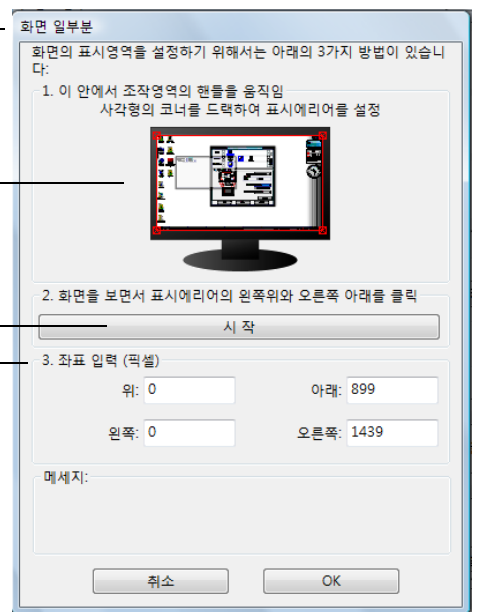 화면 일부분
화면의 표시영역을 설정하기 위해서는 아래의 3가지 방법이 있습니
다:
1. 이 안에서 조작영역의 핸들을 움직임
사각형의 코너를 드랙하여 표시에리어를 설정
2. 화면을 보면서 표시에리어의 왼쪽위와 오른쪽 아래를 클릭
시 작
3. 좌표 입력 (픽셀)
위: 0 아래: 899
왼쪽: 0 오른쪽: 1439
메세지:
취소 OK